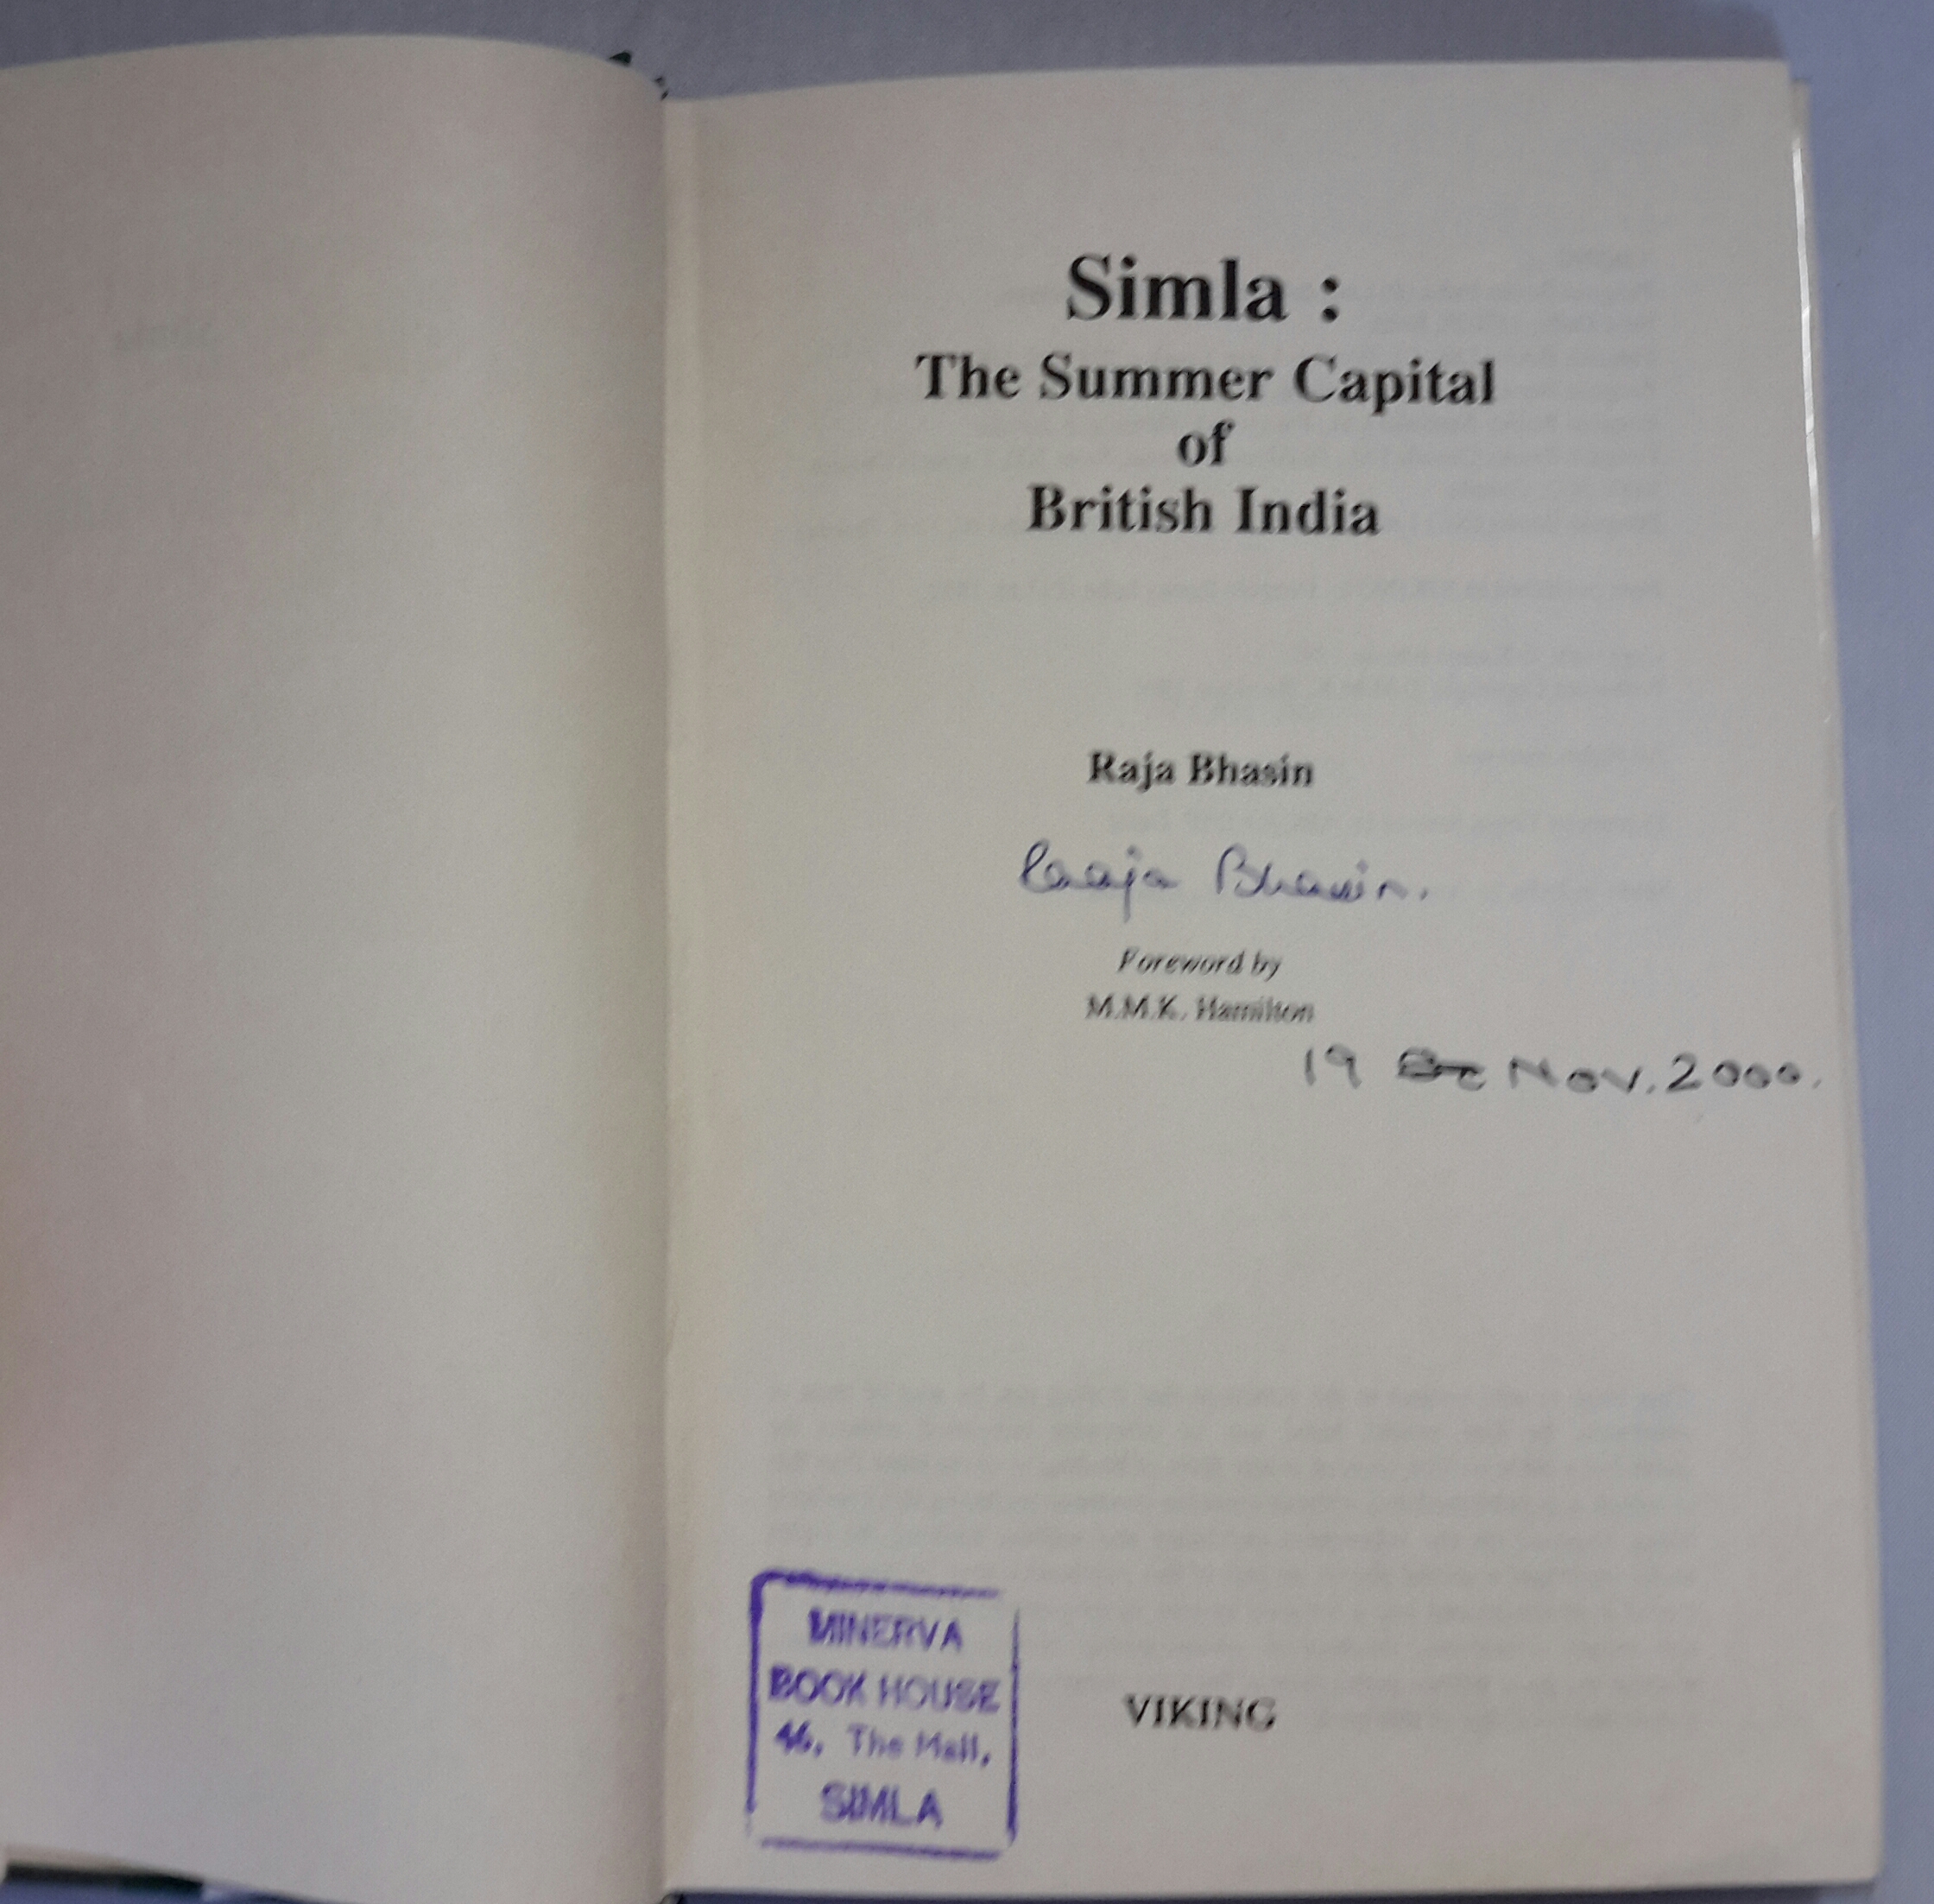 Simla :
The Summer Capital
of
British India
Raja Bhasin
Raaja Bhasin.
Foreword by
M.M.K. Hamilton
19 Nov. 2000.
MINERVA
BOOK HOUSE
46, The Mall,
SIMLA
VIKING